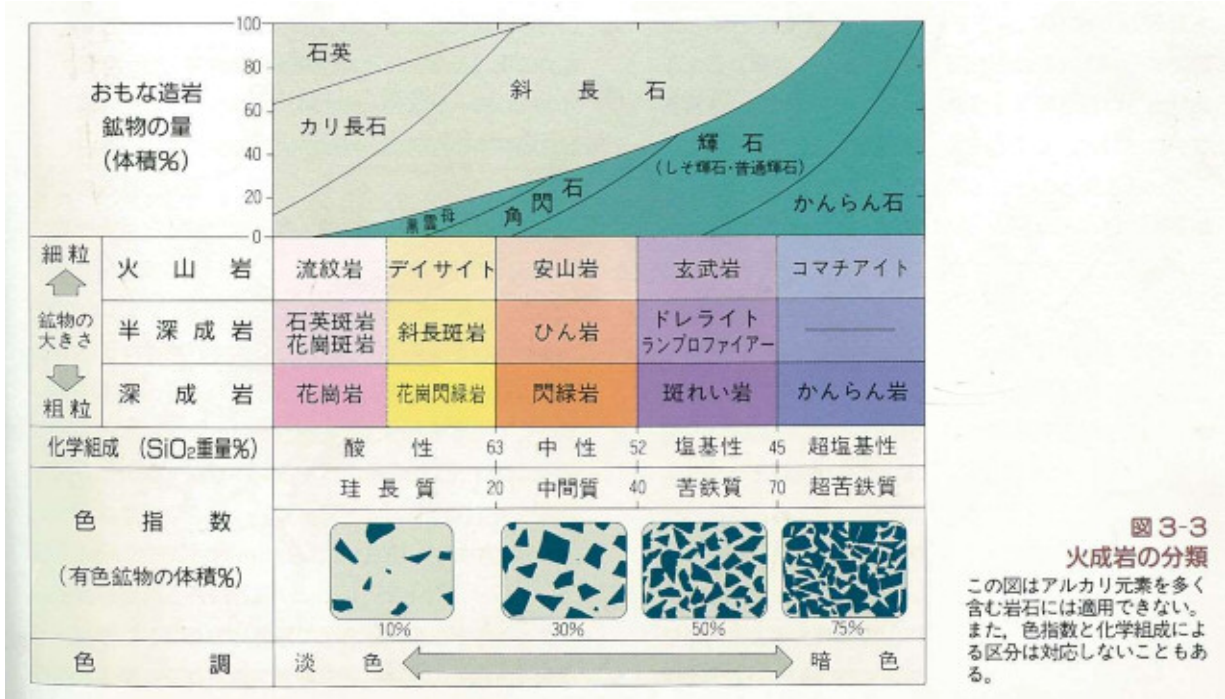 おもな造岩
鉱物の量
(体積%)
100
80
60
40
20
0
石英
カリ長石
斜長石
輝石
(しそ輝石・普通輝石)
かんらん石
角閃石
黒雲母
細粒
鉱物の
大きさ
粗粒
火山岩
流紋岩
デイサイト
安山岩
玄武岩
コマチアイト
半深成岩
石英斑岩
花崗斑岩
斜長斑岩
ひん岩
ドレライト
ランプロファイアー
深成岩
花崗岩
花崗閃緑岩
閃緑岩
斑れい岩
かんらん岩
化学組成 (SiO₂重量%)
酸性 63 中性 52 塩基性 45 超塩基性
珪長質 20 中間質 40 苦鉄質 70 超苦鉄質
色指数
(有色鉱物の体積%)
10% 30% 50% 75%
色調
淡色 暗色
図3-3
火成岩の分類
この図はアルカリ元素を多く
含む岩石には適用できない。
また,色指数と化学組成によ
る区分は対応しないこともあ
る。